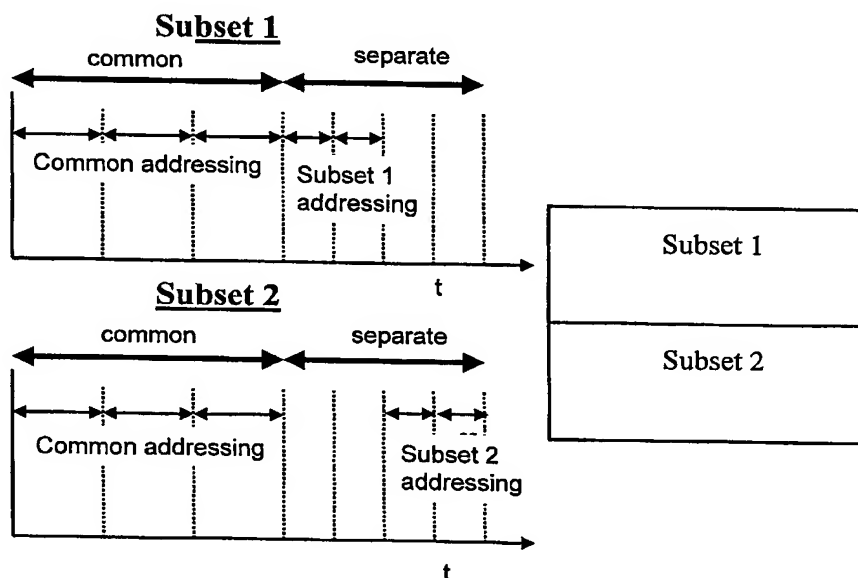 Subset 1
common separate
Common addressing
Subset 1
addressing
t
Subset 2
common separate
Common addressing
Subset 2
addressing
t
Subset 1
Subset 2